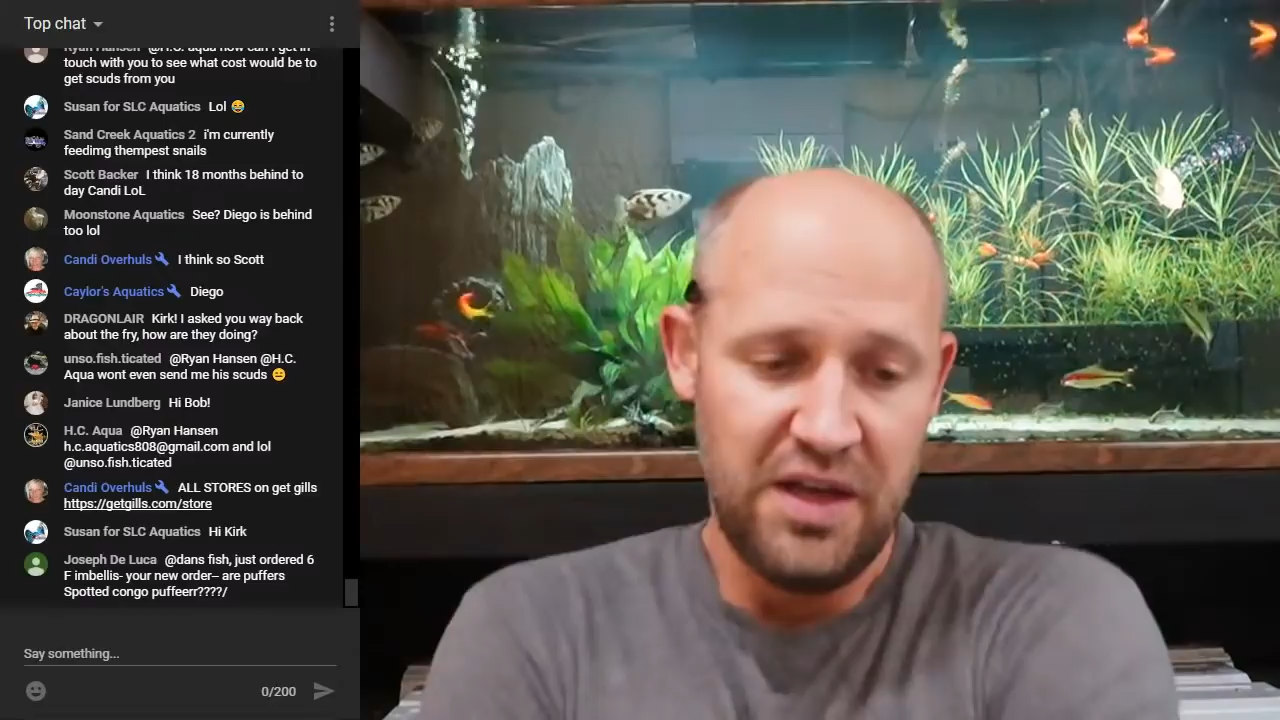 Top chat
Ryan Hansen @H.C. aqua how can I get in
touch with you to see what cost would be to
get scuds from you
Susan for SLC Aquatics Lol
Sand Creek Aquatics 2 i'm currently
feedimg thempest snails
Scott Backer I think 18 months behind to
day Candi LoL
Moonstone Aquatics See? Diego is behind
too lol
Candi Overhuls I think so Scott
Caylor's Aquatics Diego
DRAGONLAIR Kirk! I asked you way back
about the fry, how are they doing?
unso.fish.ticated @Ryan Hansen @H.C.
Aqua wont even send me his scuds
Janice Lundberg Hi Bob!
H.C. Aqua @Ryan Hansen
h.c.aquatics808@gmail.com and lol
@unso.fish.ticated
Candi Overhuls ALL STORES on get gills
https://getgills.com/store
Susan for SLC Aquatics Hi Kirk
Joseph De Luca @dans fish, just ordered 6
F imbellis- your new order-- are puffers
Spotted congo puffeerr????/
Say something...
0/200